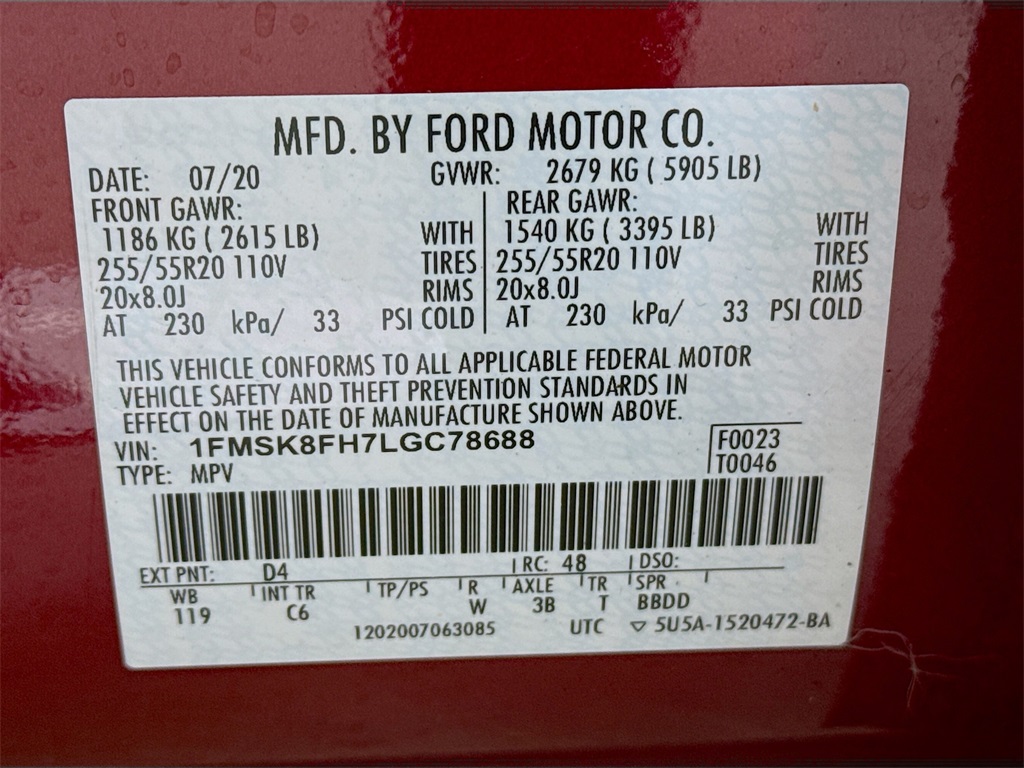 MFD. BY FORD MOTOR CO.
DATE: 07/20 GVWR: 2679 KG ( 5905 LB)
FRONT GAWR: REAR GAWR:
1186 KG ( 2615 LB) WITH 1540 KG ( 3395 LB) WITH
255/55R20 110V TIRES 255/55R20 110V TIRES
20x8.0J RIMS 20x8.0J RIMS
AT 230 kPa/ 33 PSI COLD AT 230 kPa/ 33 PSI COLD
THIS VEHICLE CONFORMS TO ALL APPLICABLE FEDERAL MOTOR
VEHICLE SAFETY AND THEFT PREVENTION STANDARDS IN
EFFECT ON THE DATE OF MANUFACTURE SHOWN ABOVE.
VIN: 1FMSK8FH7LGC78688 F0023
TYPE: MPV T0046
EXT PNT: D4 RC: 48 DSO:
WB INT TR TP/PS R AXLE TR SPR
119 C6 W 3B T BBDD
1202007063085 UTC ▽ 5U5A-1520472-BA